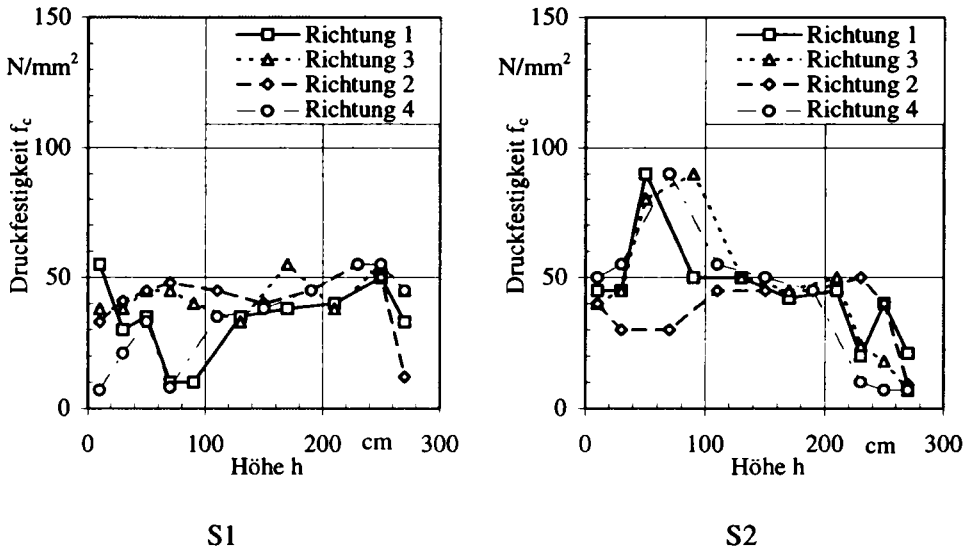 150
N/mm²
100
50
0
Druckfestigkeit f_c
Richtung 1
Richtung 3
Richtung 2
Richtung 4
0 100 200 cm 300
Höhe h
S1
150
N/mm²
100
50
0
Druckfestigkeit f_c
Richtung 1
Richtung 3
Richtung 2
Richtung 4
0 100 200 cm 300
Höhe h
S2